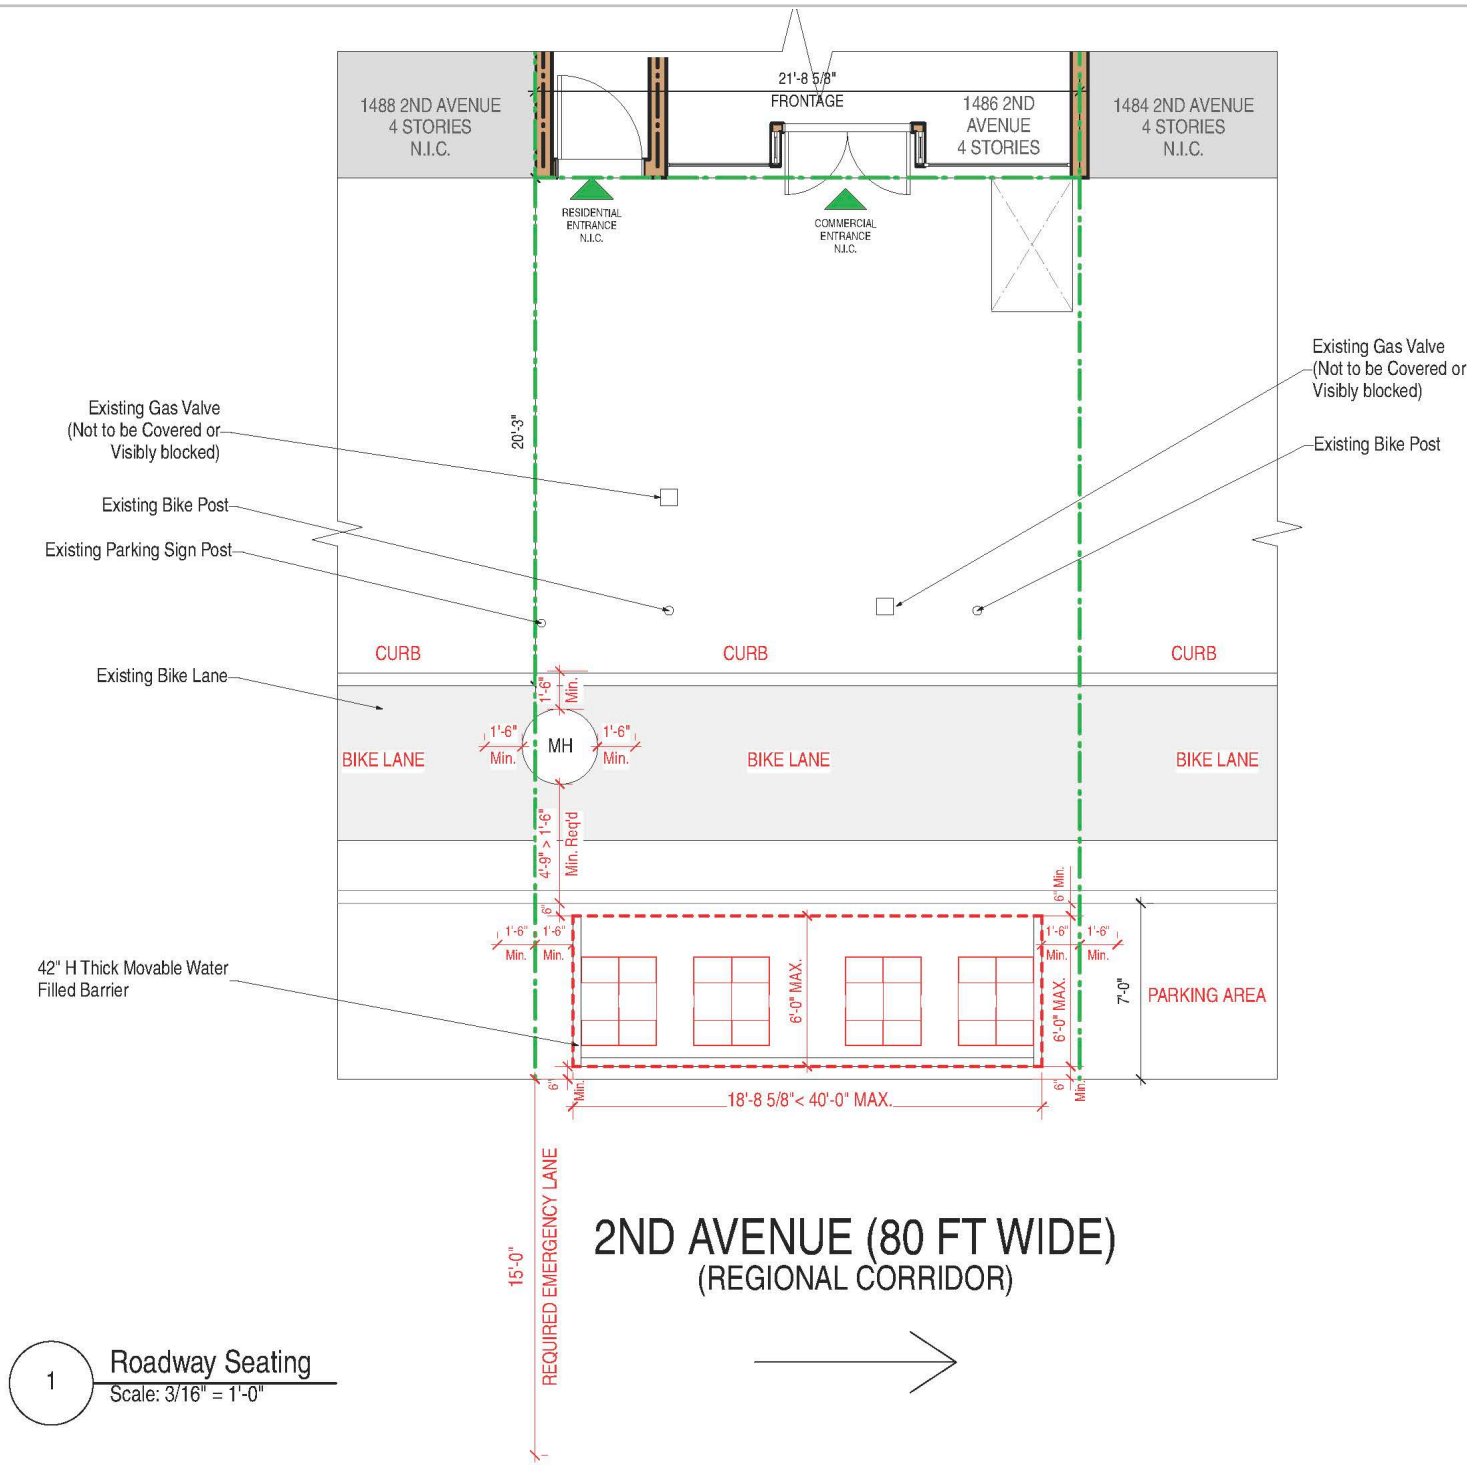 21'-8 5/8"
FRONTAGE
1488 2ND AVENUE
4 STORIES
N.I.C.
1486 2ND
AVENUE
4 STORIES
1484 2ND AVENUE
4 STORIES
N.I.C.
RESIDENTIAL
ENTRANCE
N.I.C.
COMMERCIAL
ENTRANCE
N.I.C.
Existing Gas Valve
(Not to be Covered or
Visibly blocked)
Existing Gas Valve
(Not to be Covered or
Visibly blocked)
20'-3"
Existing Bike Post
Existing Bike Post
Existing Parking Sign Post
CURB
CURB
CURB
Existing Bike Lane
1'-6"
Min.
1'-6"
Min.
MH
1'-6"
Min.
BIKE LANE
BIKE LANE
BIKE LANE
4'-9" > 1'-6"
Min. Req'd
6"
6" Min.
1'-6"
Min.
1'-6"
Min.
1'-6"
Min.
1'-6"
Min.
42" H Thick Movable Water
Filled Barrier
6'-0" MAX.
6'-0" MAX.
7'-0"
PARKING AREA
6"
Min.
6"
Min.
18'-8 5/8"< 40'-0" MAX.
15'-0"
REQUIRED EMERGENCY LANE
2ND AVENUE (80 FT WIDE)
(REGIONAL CORRIDOR)
1
Roadway Seating
Scale: 3/16" = 1'-0"